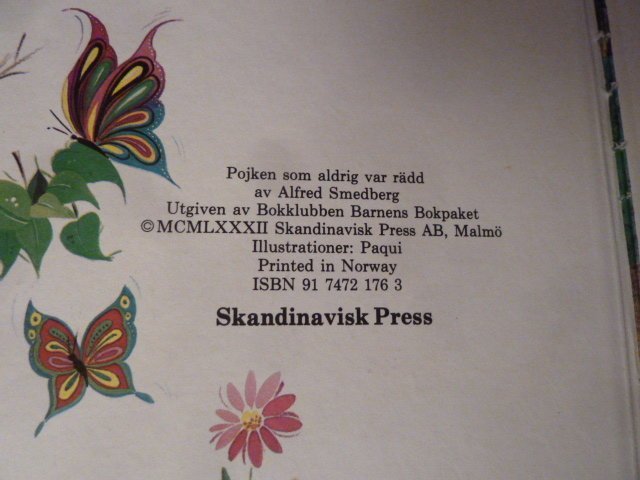 Pojken som aldrig var rädd
av Alfred Smedberg
Utgiven av Bokklubben Barnens Bokpaket
©MCMLXXXII Skandinavisk Press AB, Malmö
Illustrationer: Paqui
Printed in Norway
ISBN 91 7472 176 3
Skandinavisk Press